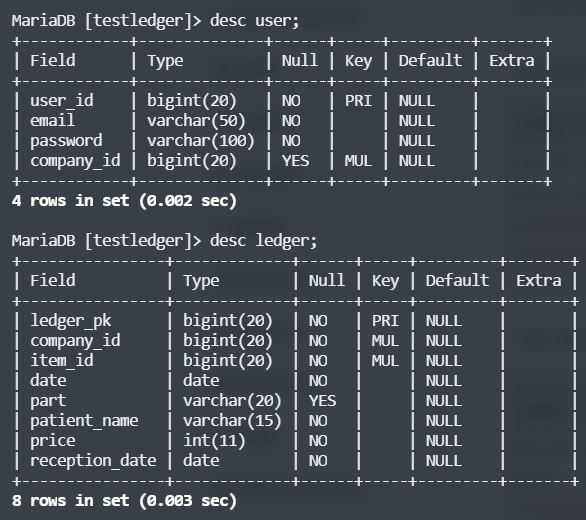 MariaDB [testledger]> desc user;
+------------+--------------+------+-----+---------+-------+
| Field      | Type         | Null | Key | Default | Extra |
+------------+--------------+------+-----+---------+-------+
| user_id    | bigint(20)   | NO   | PRI | NULL    |       |
| email      | varchar(50)  | NO   |     | NULL    |       |
| password   | varchar(100) | NO   |     | NULL    |       |
| company_id | bigint(20)   | YES  | MUL | NULL    |       |
+------------+--------------+------+-----+---------+-------+
4 rows in set (0.002 sec)
MariaDB [testledger]> desc ledger;
+----------------+-------------+------+-----+---------+-------+
| Field          | Type        | Null | Key | Default | Extra |
+----------------+-------------+------+-----+---------+-------+
| ledger_pk      | bigint(20)  | NO   | PRI | NULL    |       |
| company_id     | bigint(20)  | NO   | MUL | NULL    |       |
| item_id        | bigint(20)  | NO   | MUL | NULL    |       |
| date           | date        | NO   |     | NULL    |       |
| part           | varchar(20) | YES  |     | NULL    |       |
| patient_name   | varchar(15) | NO   |     | NULL    |       |
| price          | int(11)     | NO   |     | NULL    |       |
| reception_date | date        | NO   |     | NULL    |       |
+----------------+-------------+------+-----+---------+-------+
8 rows in set (0.003 sec)